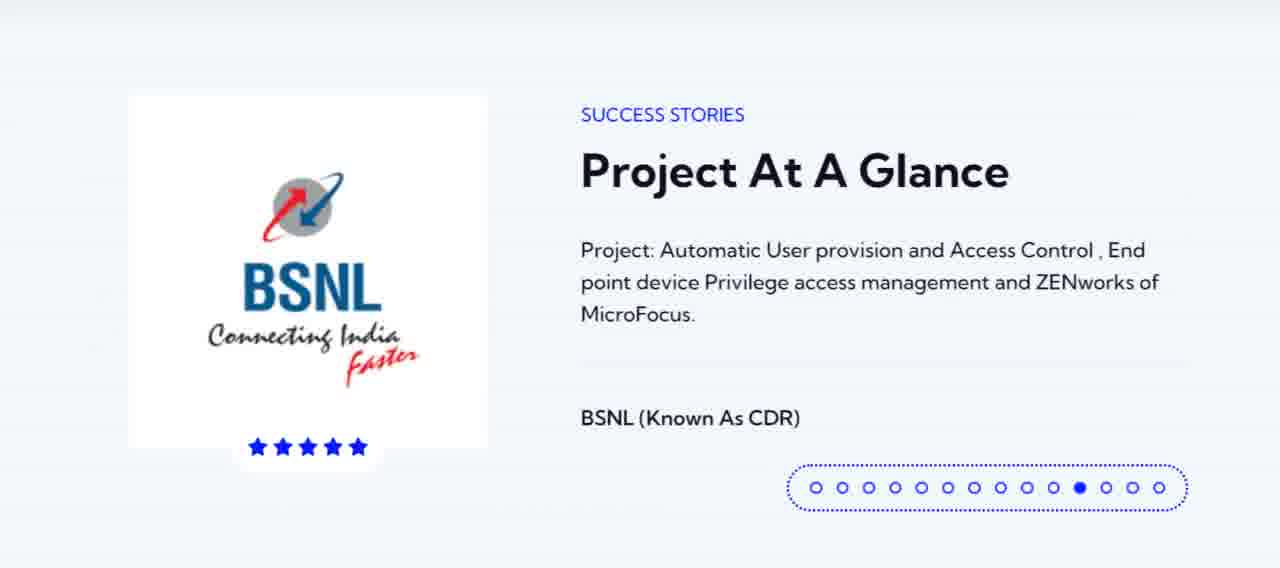 SUCCESS STORIES
Project At A Glance
BSNL
Connecting India
Faster
Project: Automatic User provision and Access Control , End
point device Privilege access management and ZENworks of
MicroFocus.
BSNL (Known As CDR)